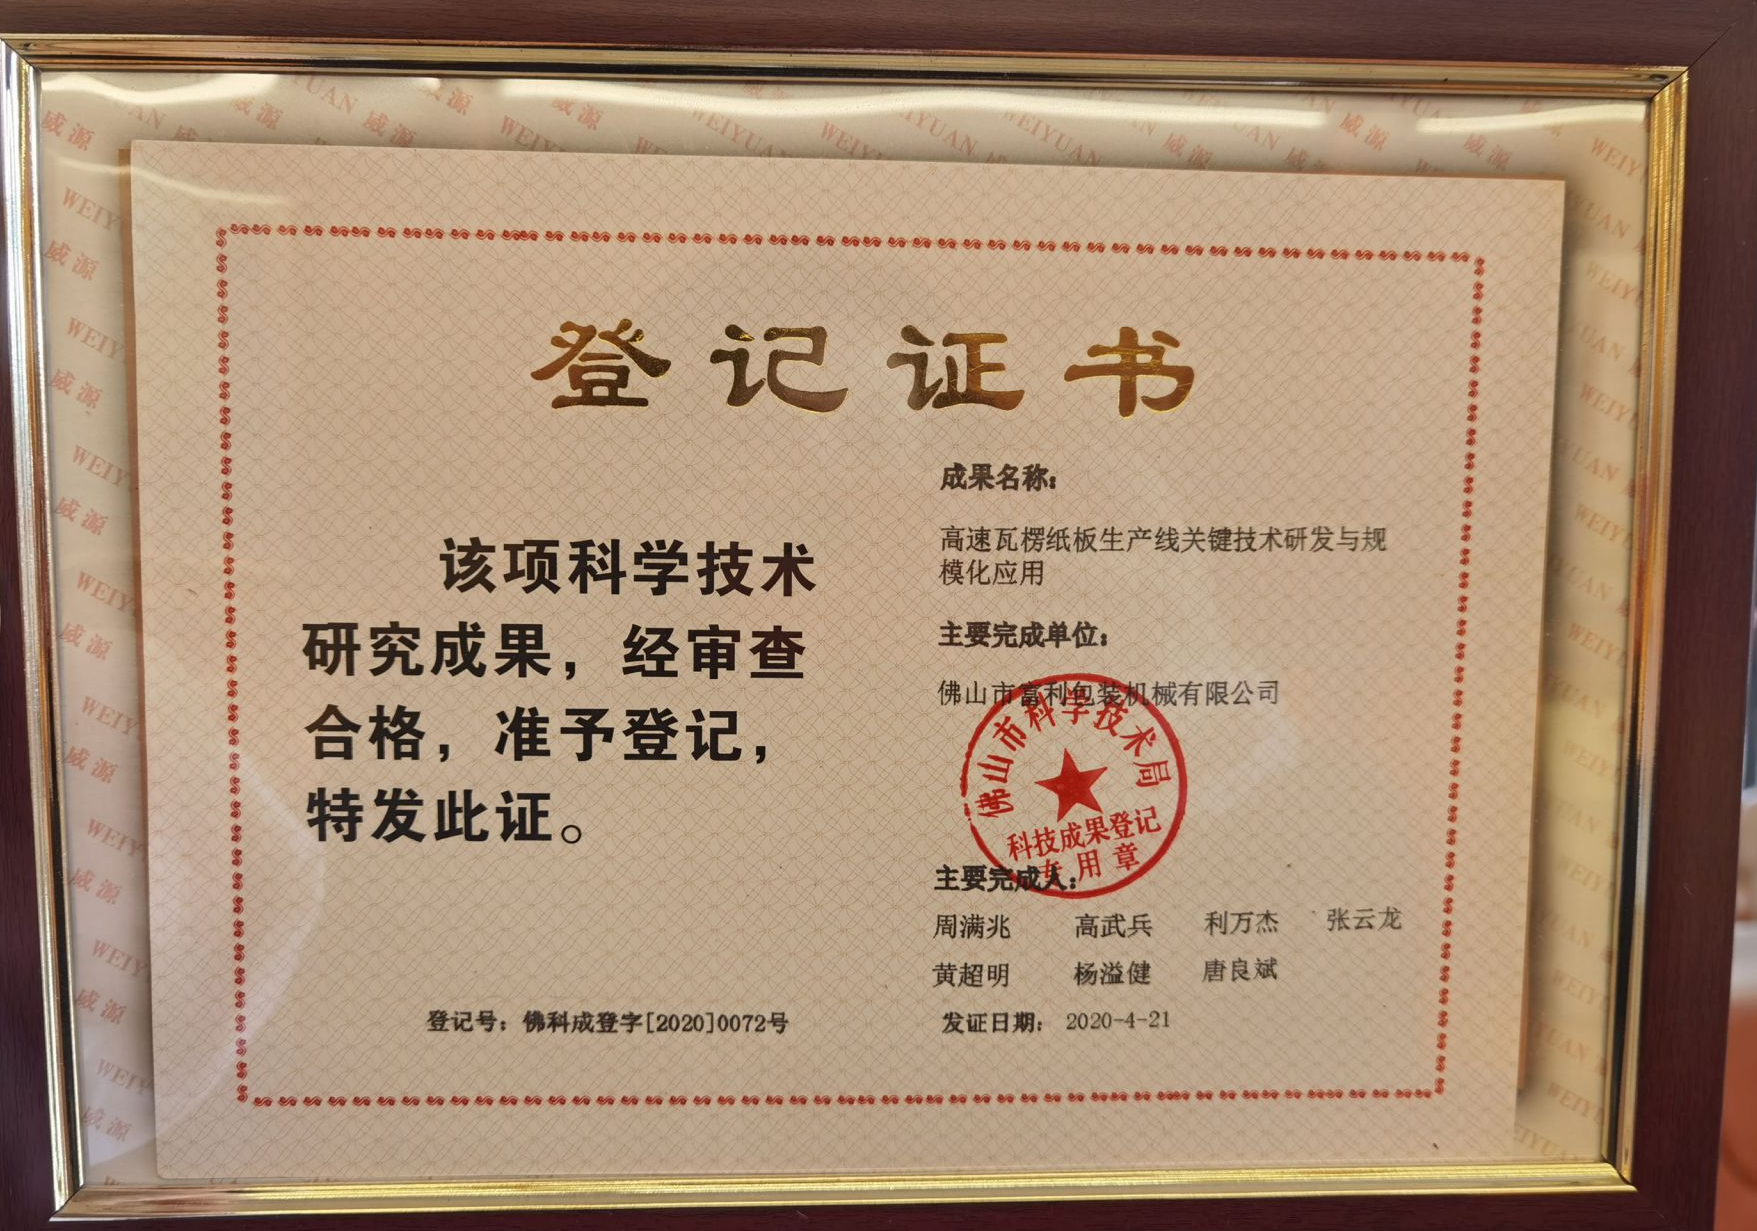 登记证书
该项科学技术
研究成果，经审查
合格，准予登记，
特发此证。
登记号：佛科成登字[2020]0072号
成果名称：
高速瓦楞纸板生产线关键技术研发与规
模化应用
主要完成单位：
佛山市富利包装机械有限公司
佛山市科学技术局
科技成果登记
专用章
主要完成人：
周满兆 高武兵 利万杰 张云龙
黄超明 杨溢健 唐良斌
发证日期： 2020-4-21
威源 WEIYUAN